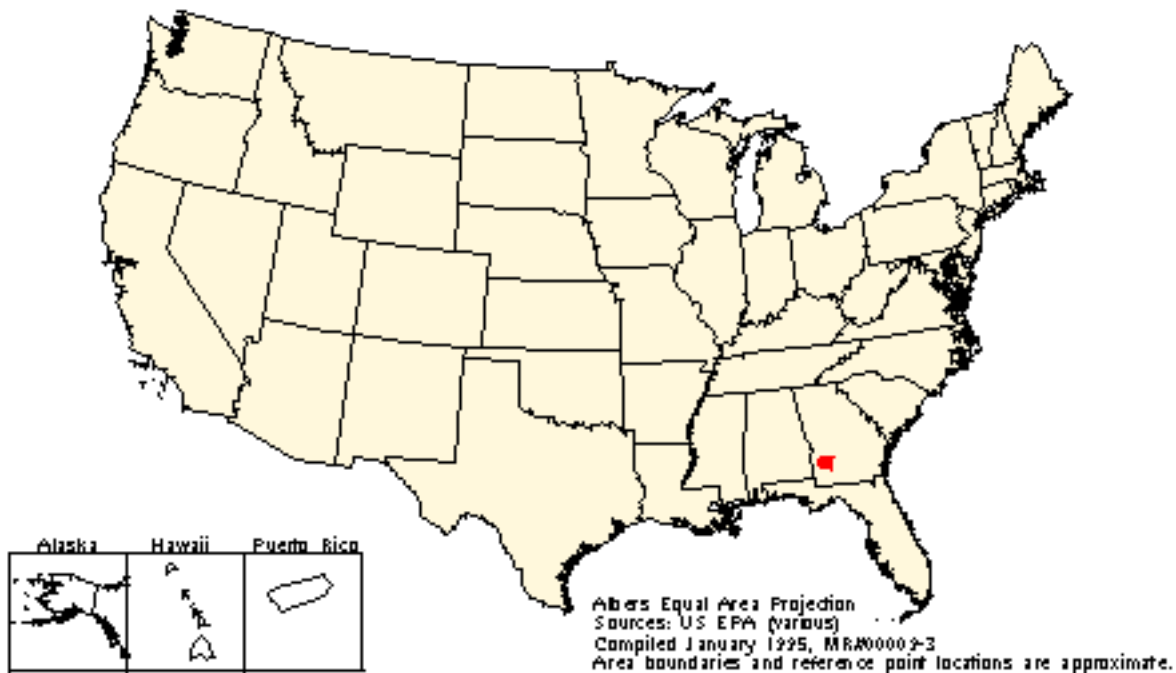 Alaska
Hawaii
Puerto Rico
Albers Equal Area Projection
Sources: US EPA (various)
Compiled January 1995, MR#00009-3
Area boundaries and reference point locations are approximate.